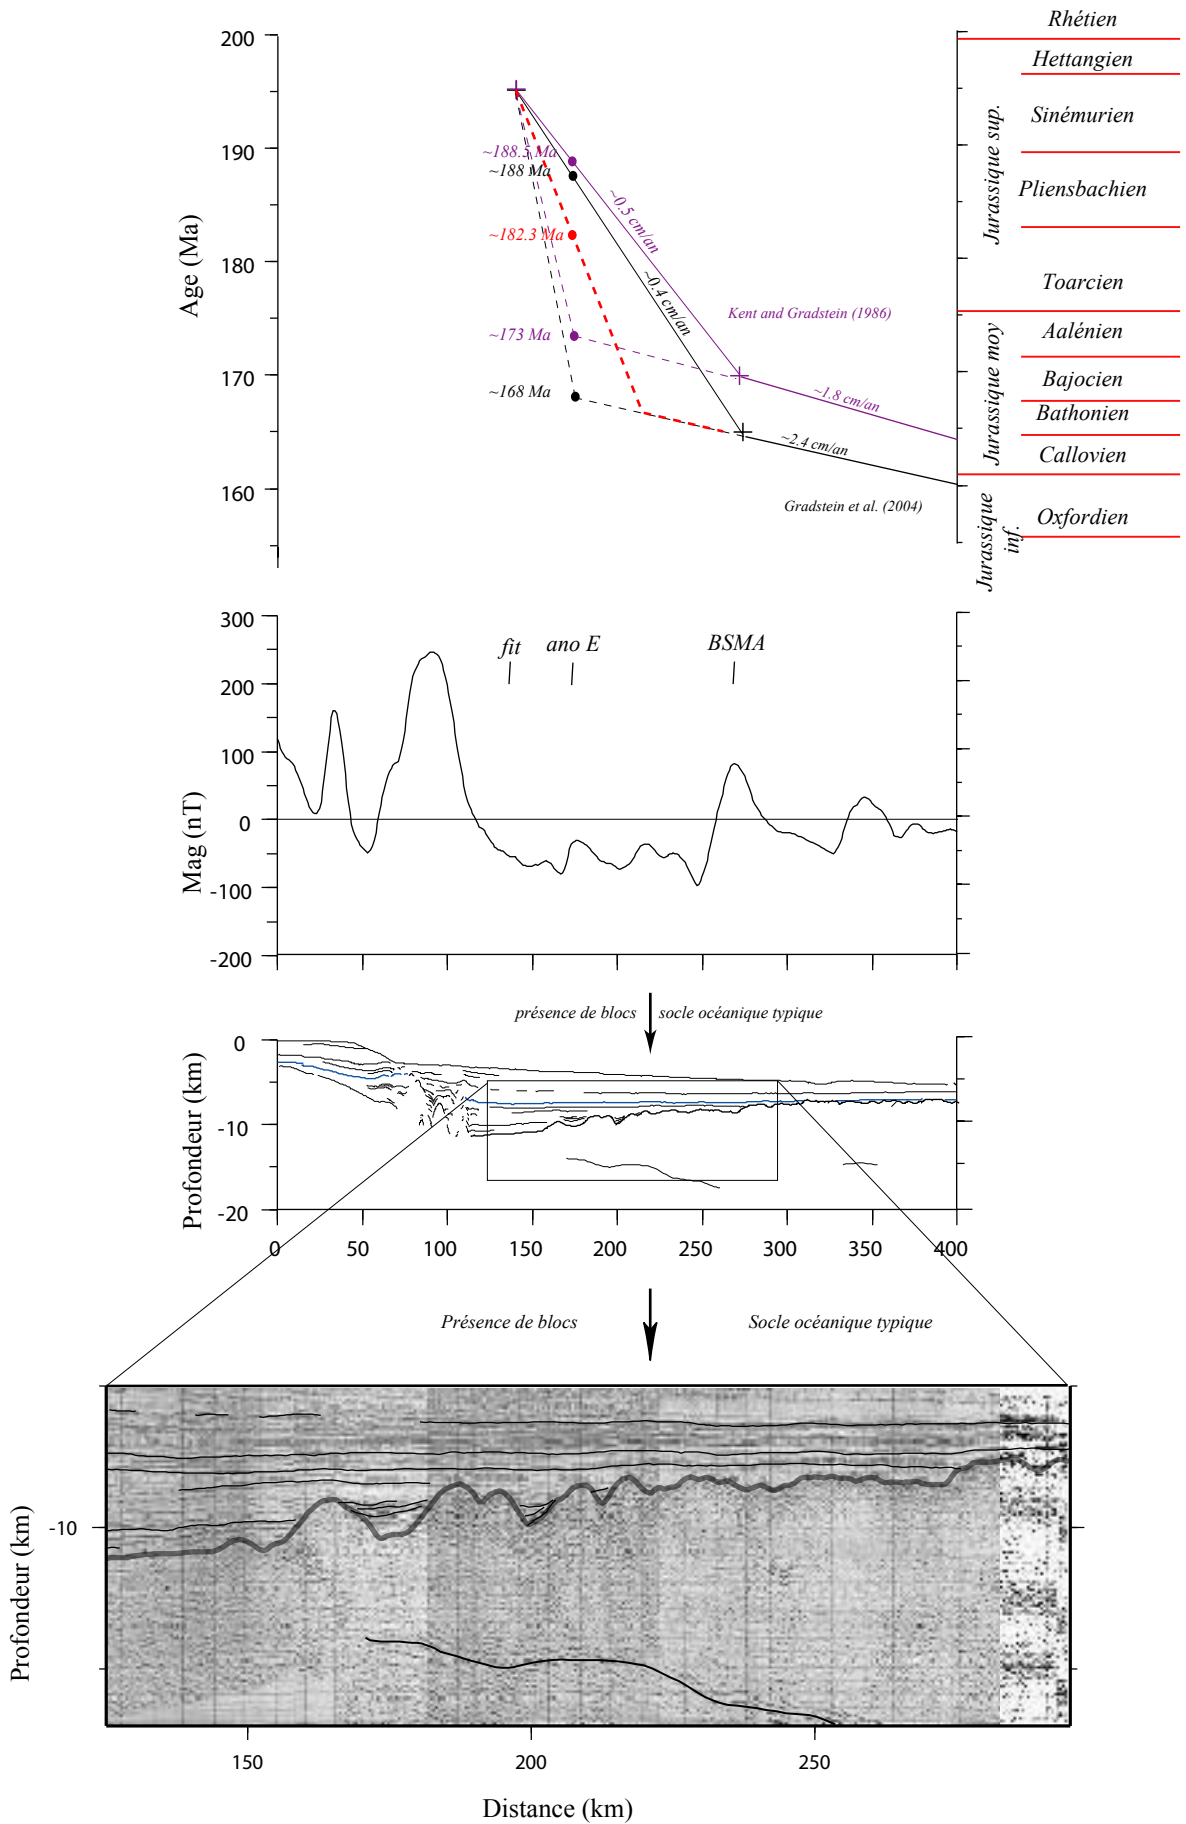 Rhétien
200
Hettangien
Sinémurien
Jurassique sup.
190
~188.5 Ma
~188 Ma
Pliensbachien
~0.5 cm/an
~182.3 Ma
Age (Ma)
180
Toarcien
~0.4 cm/an
Kent and Gradstein (1986)
~173 Ma
Aalénien
Jurassique moy
170
Bajocien
~168 Ma
~1.8 cm/an
Bathonien
~2.4 cm/an
Callovien
160
Gradstein et al. (2004)
Oxfordien
Jurassique
inf.
300
fit
ano E
BSMA
200
100
Mag (nT)
0
-100
-200
présence de blocs
socle océanique typique
0
Profondeur (km)
-10
-20
0
50
100
150
200
250
300
350
400
Présence de blocs
Socle océanique typique
-10
Profondeur (km)
150
200
250
Distance (km)